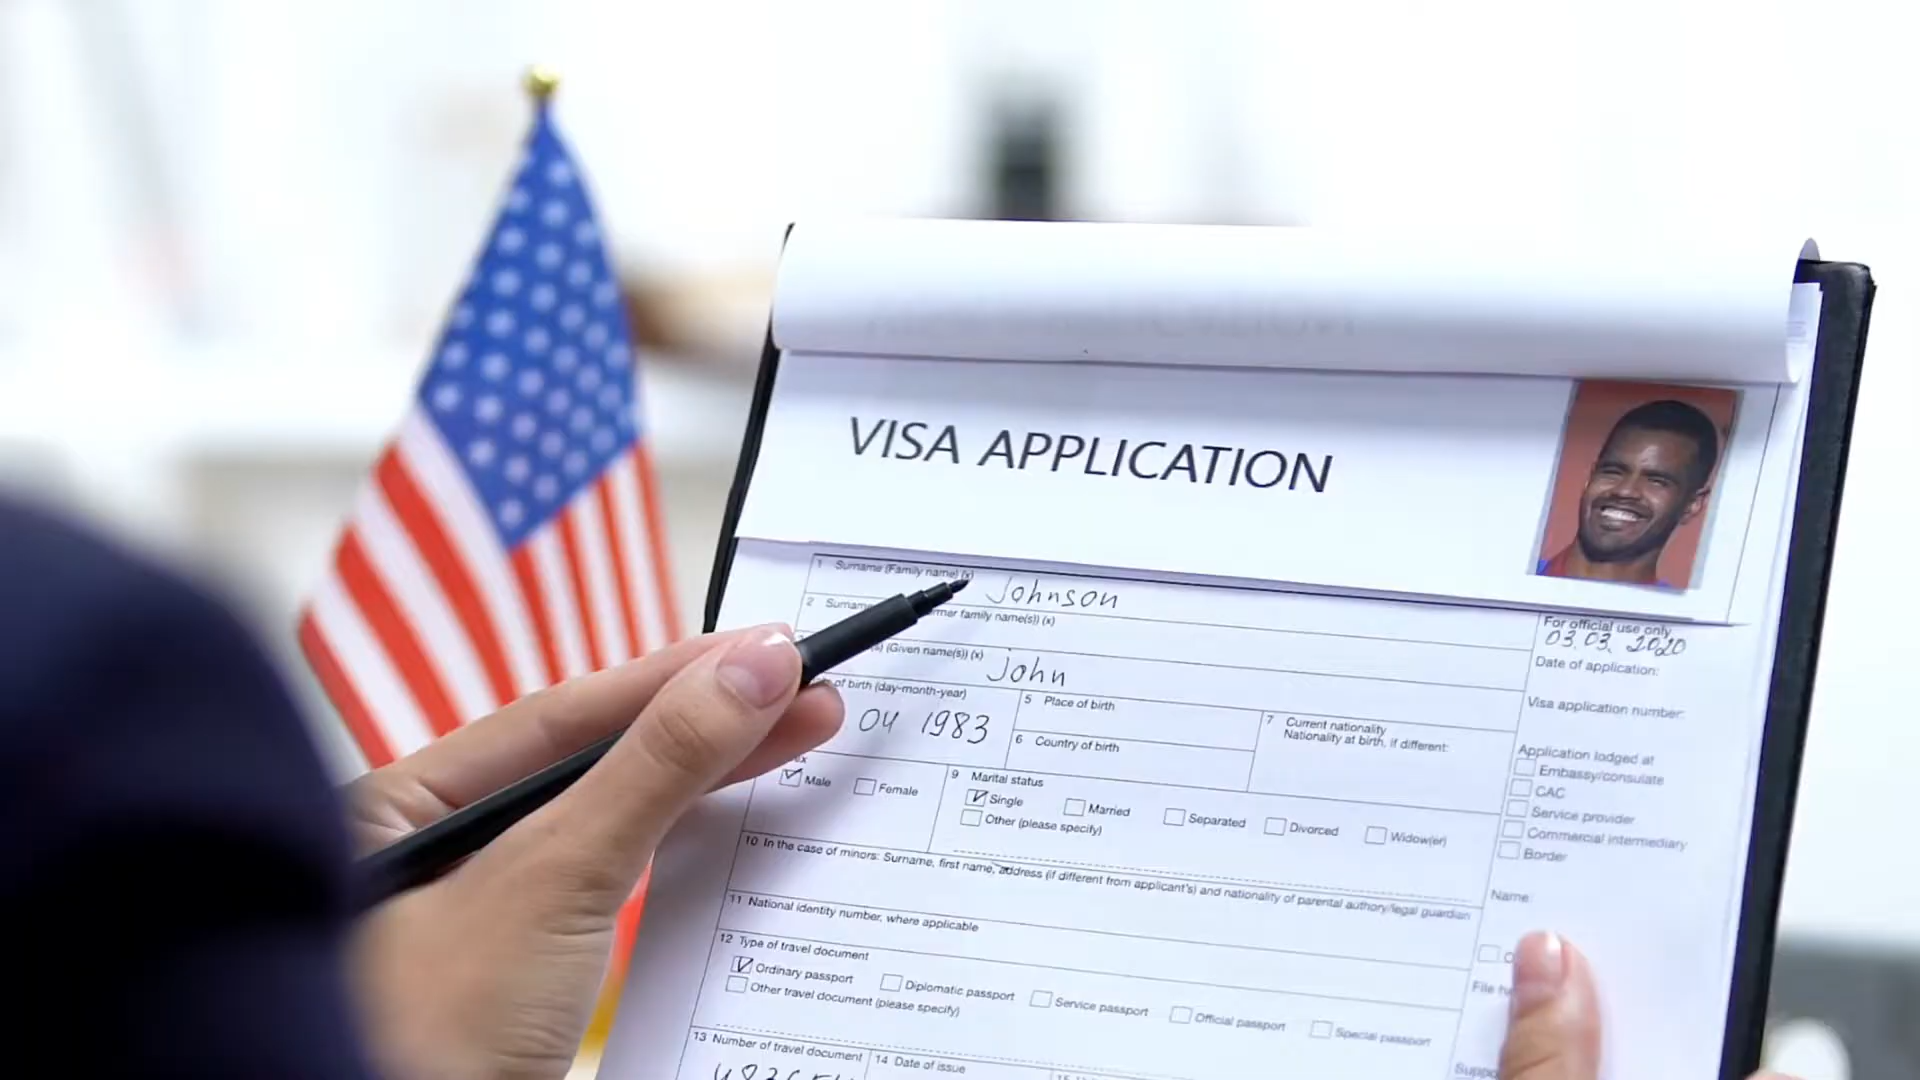 VISA APPLICATION
1 Surname (Family name) (x)
Johnson
2 Surname rmer family name(s)) (x)
(Given name(s)) (x)
John
of birth (day-month-year)
04 1983
5 Place of birth
6 Country of birth
7 Current nationality
Nationality at birth, if different:
Male
Female
9 Marital status
Single
Married
Separated
Divorced
Widow(er)
Other (please specify)
10 In the case of minors: Surname, first name, address (if different from applicant's) and nationality of parental authory/legal guardian
11 National identity number, where applicable
12 Type of travel document
Ordinary passport
Diplomatic passport
Service passport
Official passport
Special passport
Other travel document (please specify)
13 Number of travel document
14 Date of issue
For official use only
03.03.2020
Date of application:
Visa application number:
Application lodged at
Embassy/consulate
CAC
Service provider
Commercial intermediary
Border
Name:
File